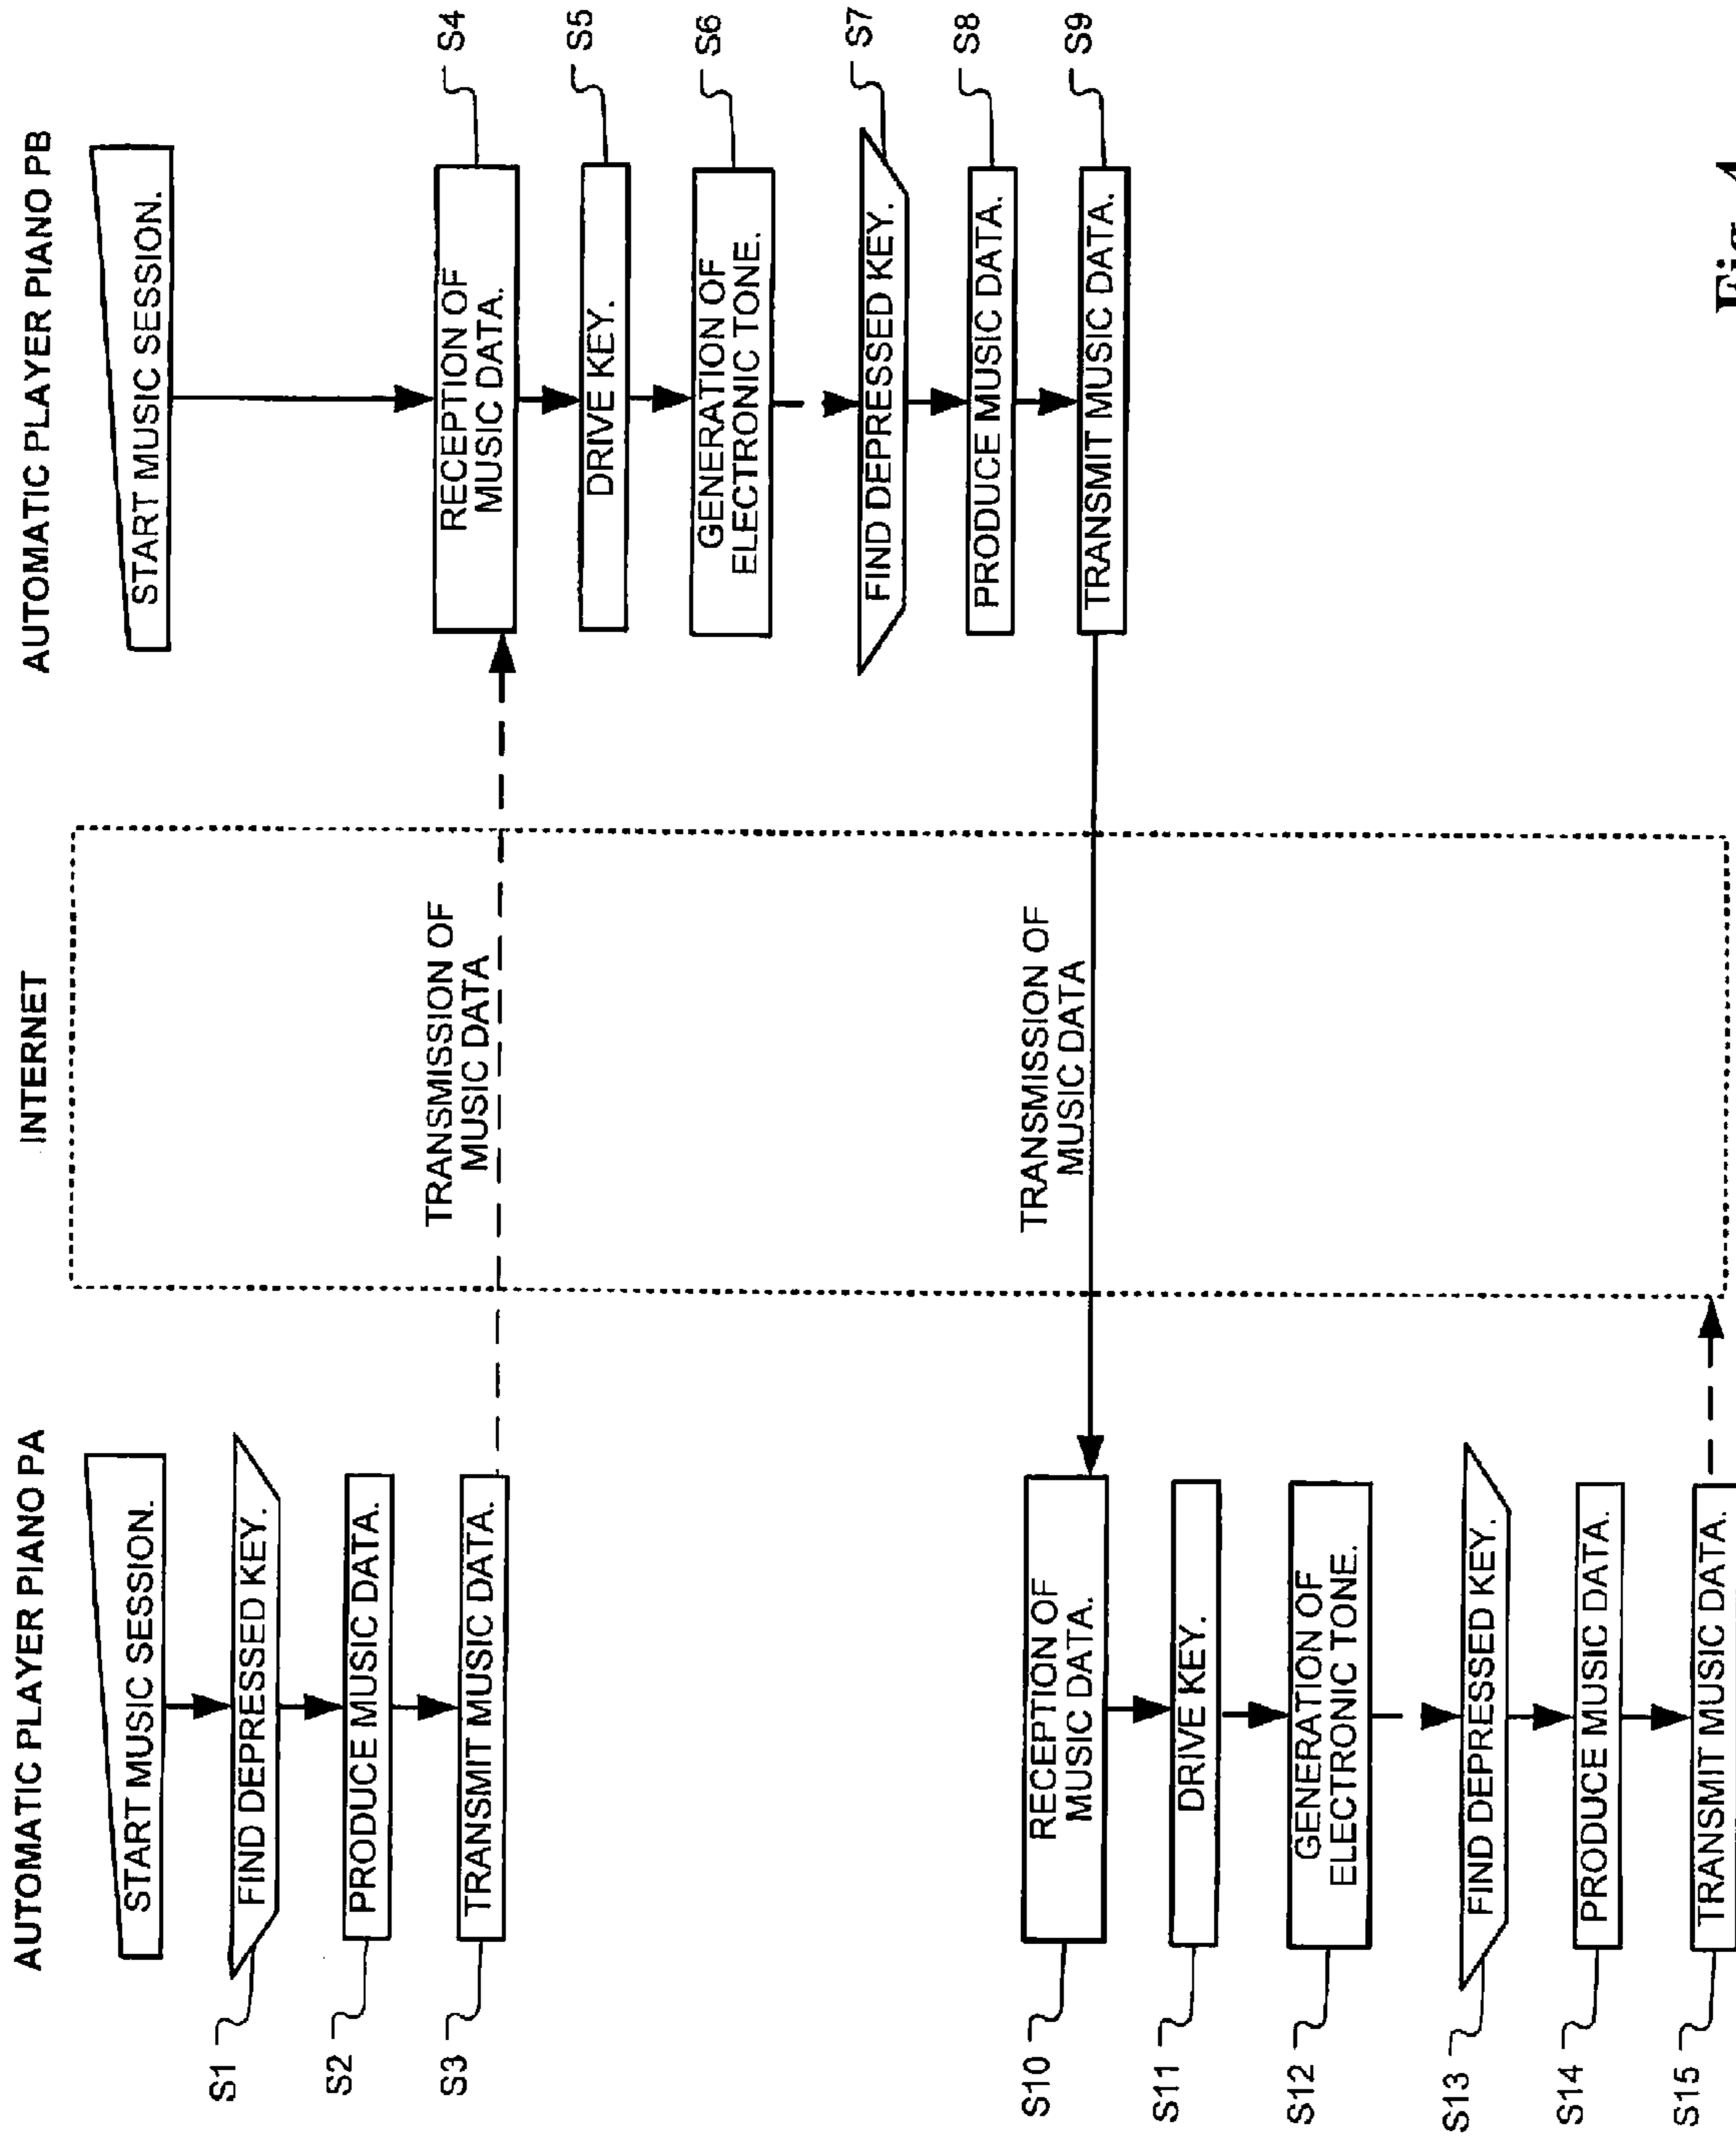 AUTOMATIC PLAYER PIANO PA
INTERNET
AUTOMATIC PLAYER PIANO PB
START MUSIC SESSION.
S1
FIND DEPRESSED KEY.
S2
PRODUCE MUSIC DATA.
S3
TRANSMIT MUSIC DATA.
TRANSMISSION OF
MUSIC DATA
START MUSIC SESSION.
RECEPTION OF
MUSIC DATA.
S4
DRIVE KEY.
S5
GENERATION OF
ELECTRONIC TONE.
S6
FIND DEPRESSED KEY.
S7
PRODUCE MUSIC DATA.
S8
TRANSMIT MUSIC DATA.
S9
TRANSMISSION OF
MUSIC DATA
S10
RECEPTION OF
MUSIC DATA.
S11
DRIVE KEY.
S12
GENERATION OF
ELECTRONIC TONE.
S13
FIND DEPRESSED KEY.
S14
PRODUCE MUSIC DATA.
S15
TRANSMIT MUSIC DATA.